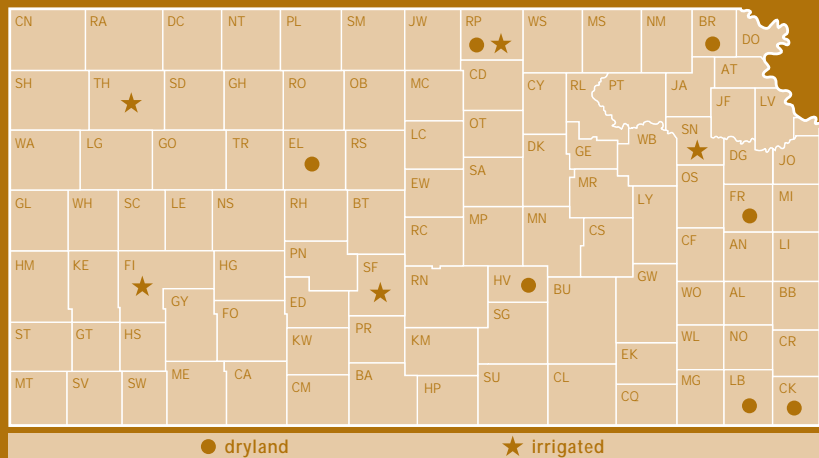 CN RA DC NT PL SM JW RP WS MS NM BR DO
SH TH SD GH RO OB MC CD CY RL PT JA AT JF LV
WA LG GO TR EL RS LC OT DK GE WB SN DG JO
GL WH SC LE NS RH BT EW SA MR LY OS FR MI
RC MP MN CS CF AN LI
HM KE FI HG PN SF RN HV BU GW
GY FO ED SG WO AL BB
ST GT HS KW PR KM EK WL NO CR
MT SV SW ME CA CM BA HP SU CL CQ MG LB CK
dryland irrigated